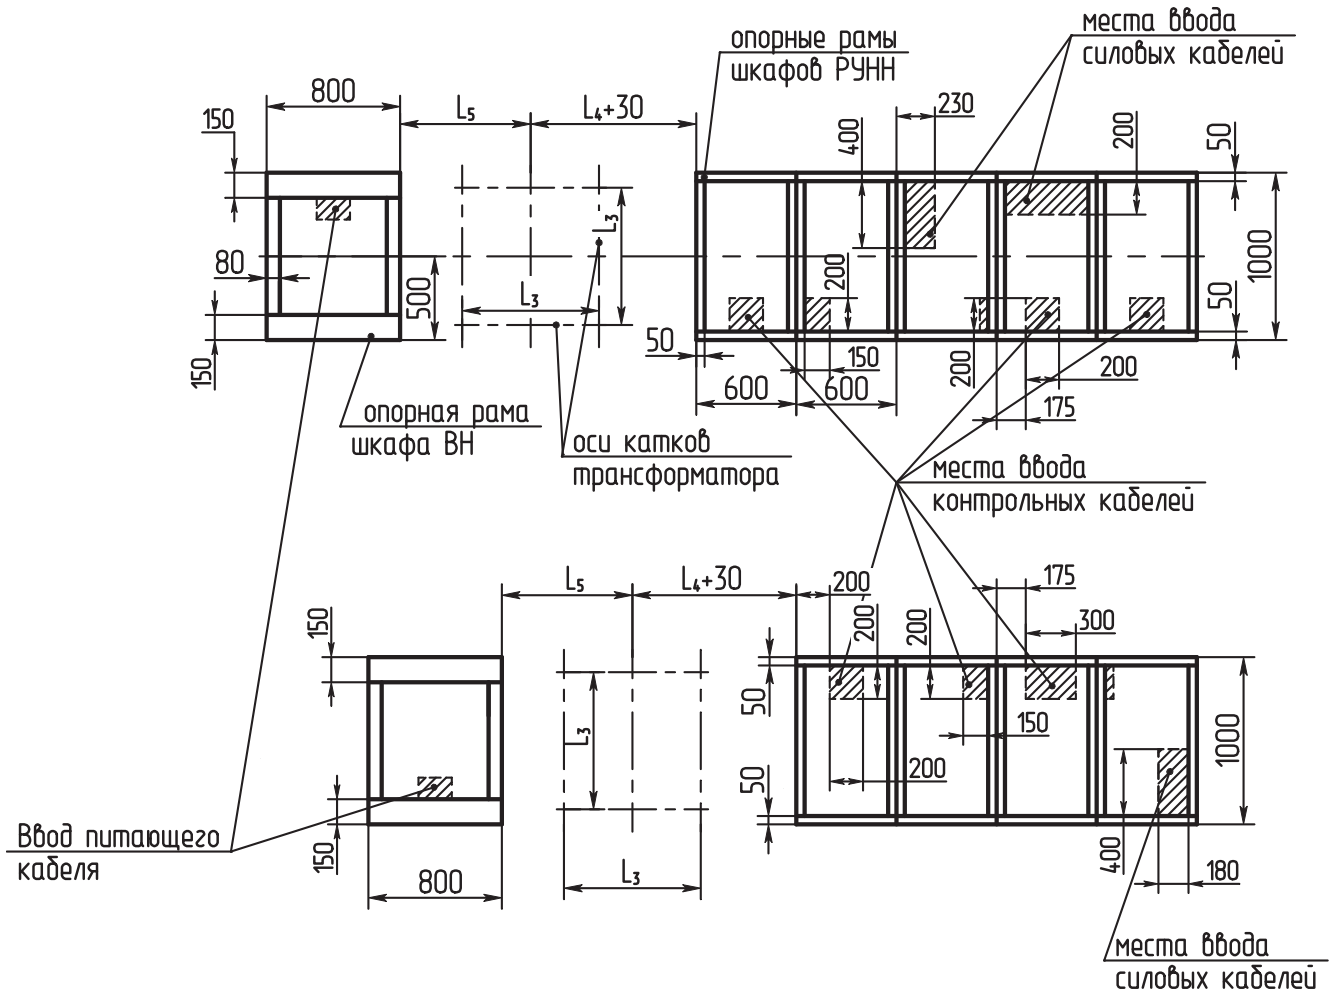 опорные рамы
шкафов РУНН
места ввода
силовых кабелей
800
150
L₅
L₄+30
230
400
200
50
L₃
80
500
L₃
200
1000
50
150
50
150
200
200
600
600
175
опорная рама
шкафа ВН
оси катков
трансформатора
места ввода
контрольных кабелей
L₅
L₄+30
200
175
150
200
200
300
50
L₃
150
1000
50
200
Ввод питающего
кабеля
150
800
L₃
400
180
места ввода
силовых кабелей